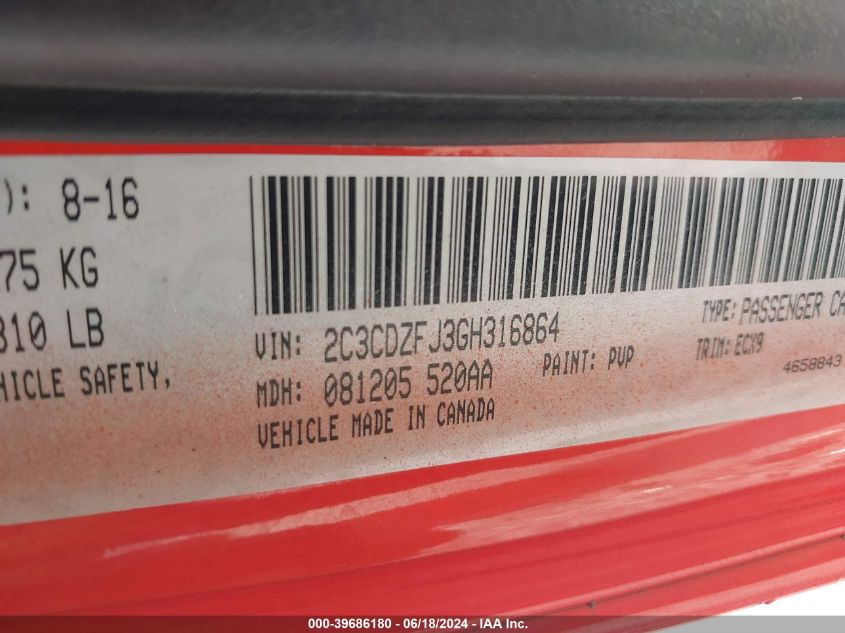 ): 8-16
75 KG
810 LB
HICLE SAFETY,
VIN: 2C3CDZFJ3GH316864
TYPE: PASSENGER CA
MDH: 081205 520AA
PAINT: PVP
TRIM: ECX9
VEHICLE MADE IN CANADA
4658843
000-39686180 - 06/18/2024 - IAA Inc.